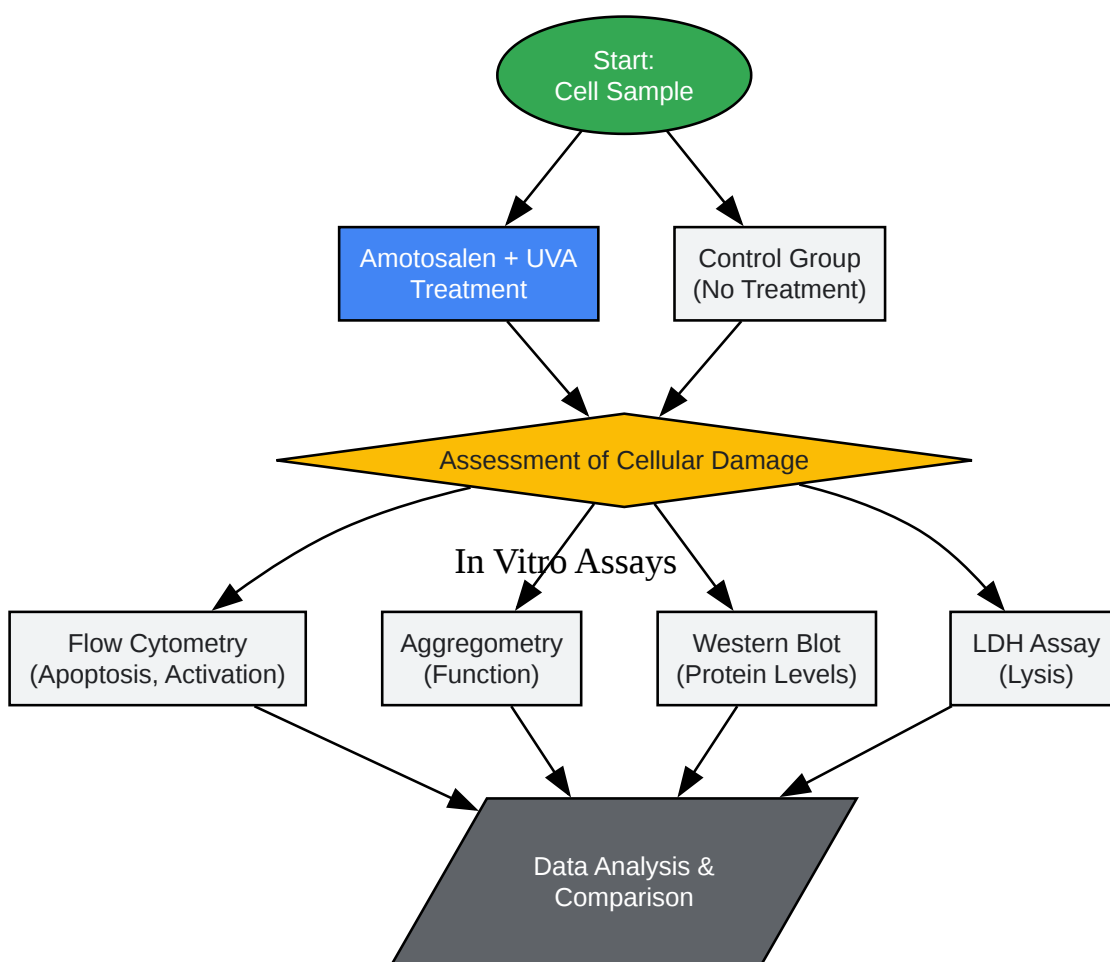 Start:
Cell Sample
Amotosalen + UVA
Treatment
Control Group
(No Treatment)
Assessment of Cellular Damage
In Vitro Assays
Flow Cytometry
(Apoptosis, Activation)
Aggregometry
(Function)
Western Blot
(Protein Levels)
LDH Assay
(Lysis)
Data Analysis &
Comparison